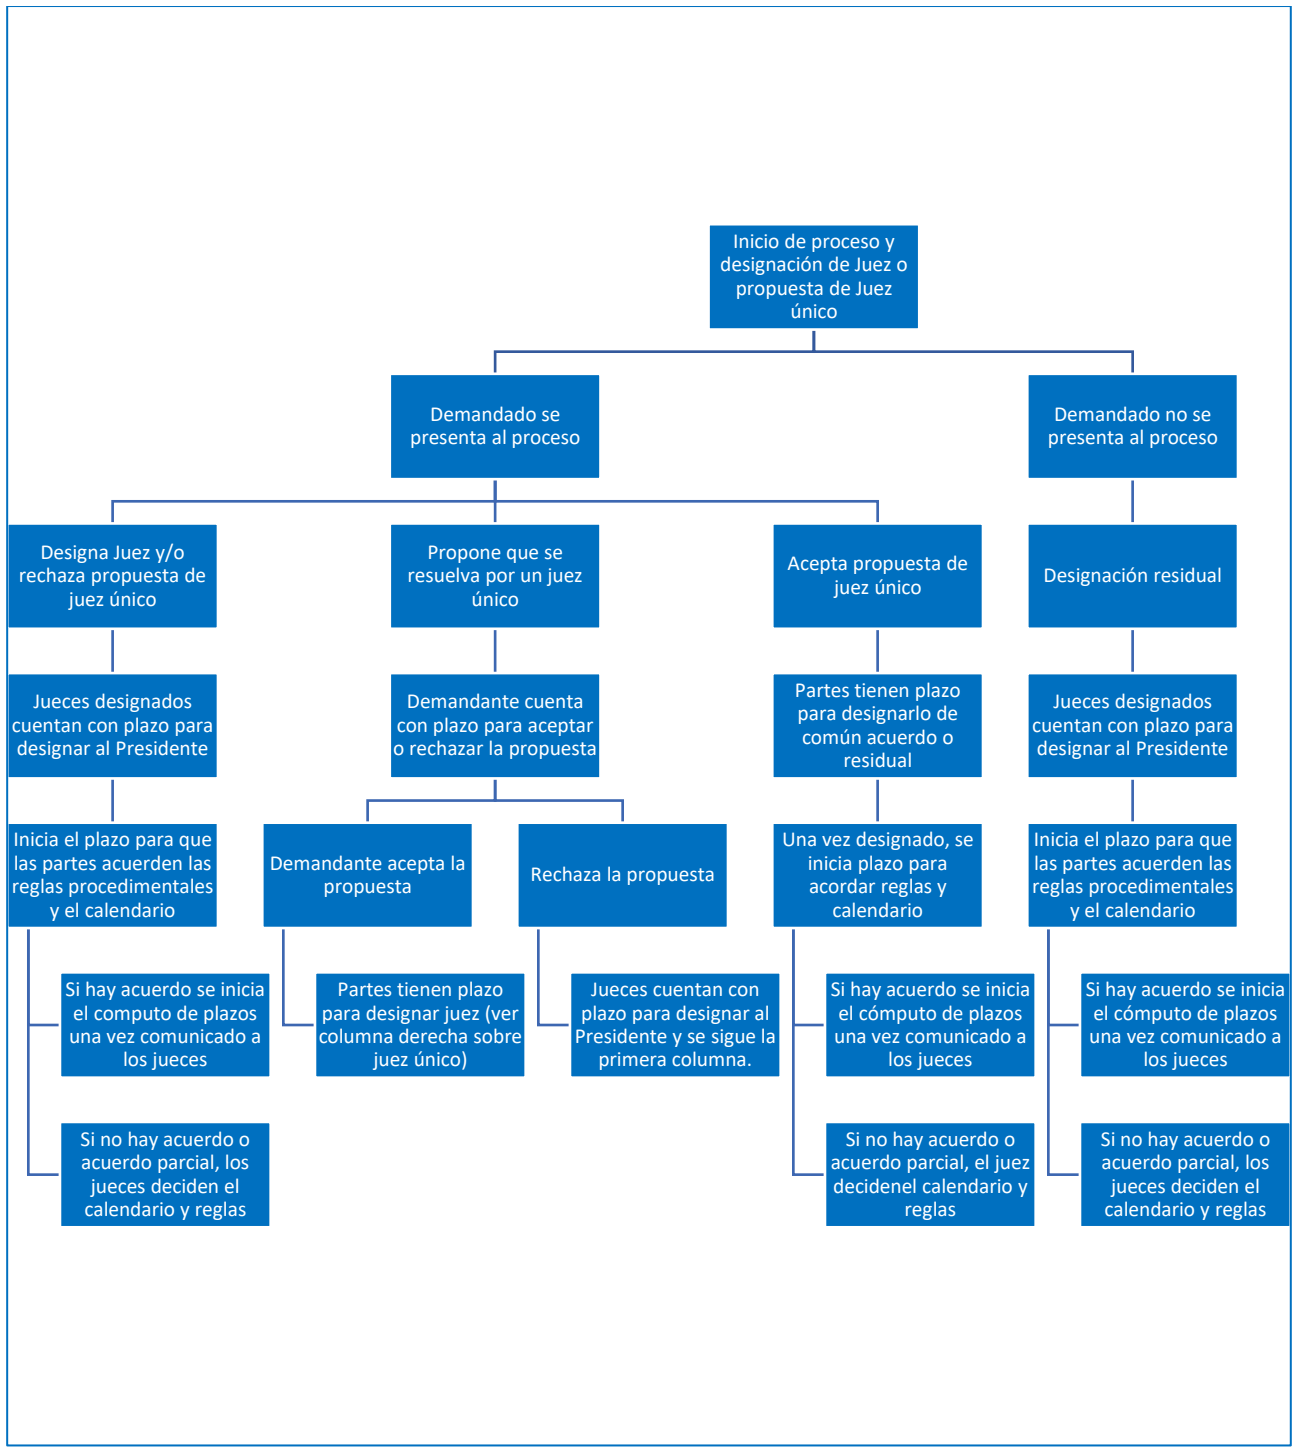 Inicio de proceso y
designación de Juez o
propuesta de Juez
único
Demandado se
presenta al proceso
Demandado no se
presenta al proceso
Designa Juez y/o
rechaza propuesta de
juez único
Propone que se
resuelva por un juez
único
Acepta propuesta de
juez único
Designación residual
Jueces designados
cuentan con plazo para
designar al Presidente
Demandante cuenta
con plazo para aceptar
o rechazar la propuesta
Partes tienen plazo
para designarlo de
común acuerdo o
residual
Jueces designados
cuentan con plazo para
designar al Presidente
Inicia el plazo para que
las partes acuerden las
reglas procedimentales
y el calendario
Demandante acepta la
propuesta
Rechaza la propuesta
Una vez designado, se
inicia plazo para
acordar reglas y
calendario
Inicia el plazo para que
las partes acuerden las
reglas procedimentales
y el calendario
Si hay acuerdo se inicia
el cómputo de plazos
una vez comunicado a
los jueces
Partes tienen plazo
para designar juez (ver
columna derecha sobre
juez único)
Jueces cuentan con
plazo para designar al
Presidente y se sigue la
primera columna.
Si hay acuerdo se inicia
el cómputo de plazos
una vez comunicado a
los jueces
Si hay acuerdo se inicia
el cómputo de plazos
una vez comunicado a
los jueces
Si no hay acuerdo o
acuerdo parcial, los
jueces deciden el
calendario y reglas
Si no hay acuerdo o
acuerdo parcial, el juez
decidenel calendario y
reglas
Si no hay acuerdo o
acuerdo parcial, los
jueces deciden el
calendario y reglas